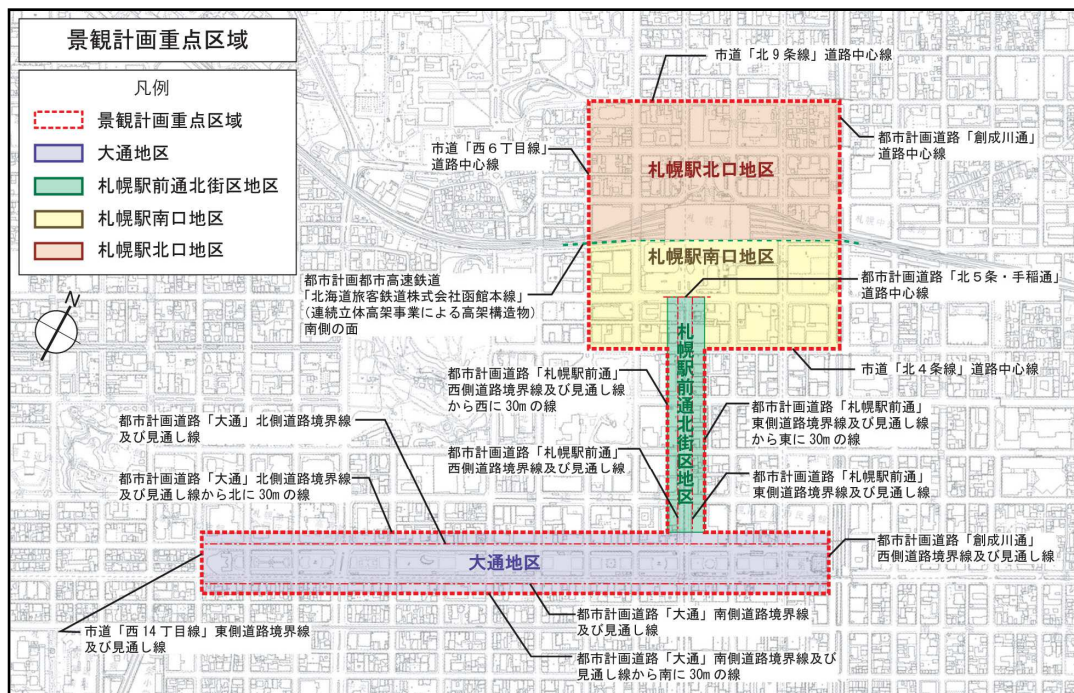 景観計画重点区域
凡例
景観計画重点区域
大通地区
札幌駅前通北街区地区
札幌駅南口地区
札幌駅北口地区
N
市道「北9条線」道路中心線
都市計画道路「創成川通」
道路中心線
市道「西6丁目線」
道路中心線
札幌駅北口地区
札幌駅南口地区
都市計画都市高速鉄道
「北海道旅客鉄道株式会社函館本線」
(連続立体高架事業による高架構造物)
南側の面
都市計画道路「北5条・手稲通」
道路中心線
市道「北4条線」道路中心線
札幌駅前通北街区地区
都市計画道路「札幌駅前通」
西側道路境界線及び見通し線
から西に30mの線
都市計画道路「札幌駅前通」
東側道路境界線及び見通し線
から東に30mの線
都市計画道路「大通」北側道路境界線
及び見通し線
都市計画道路「札幌駅前通」
西側道路境界線及び見通し線
都市計画道路「札幌駅前通」
東側道路境界線及び見通し線
都市計画道路「大通」北側道路境界線
及び見通し線から北に30mの線
大通地区
都市計画道路「創成川通」
西側道路境界線及び見通し線
市道「西14丁目線」東側道路境界線
及び見通し線
都市計画道路「大通」南側道路境界線
及び見通し線
都市計画道路「大通」南側道路境界線及び
見通し線から南に30mの線